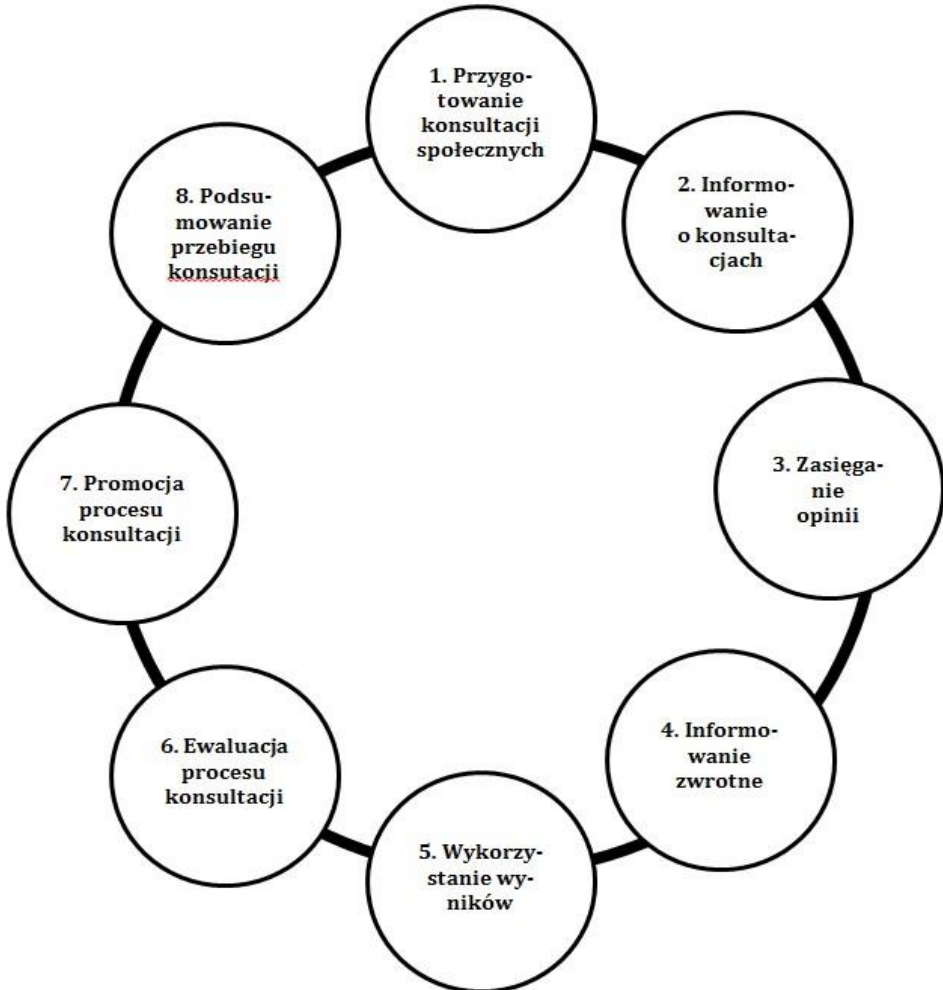 1. Przygo-
towanie
konsultacji
społecznych
2. Informo-
wanie
o konsulta-
cjach
3. Zasięga-
nie
opinii
4. Informo-
wanie
zwrotne
5. Wykorzy-
stanie wy-
ników
6. Ewaluacja
procesu
konsultacji
7. Promocja
procesu
konsultacji
8. Podsu-
mowanie
przebiegu
konsutacji